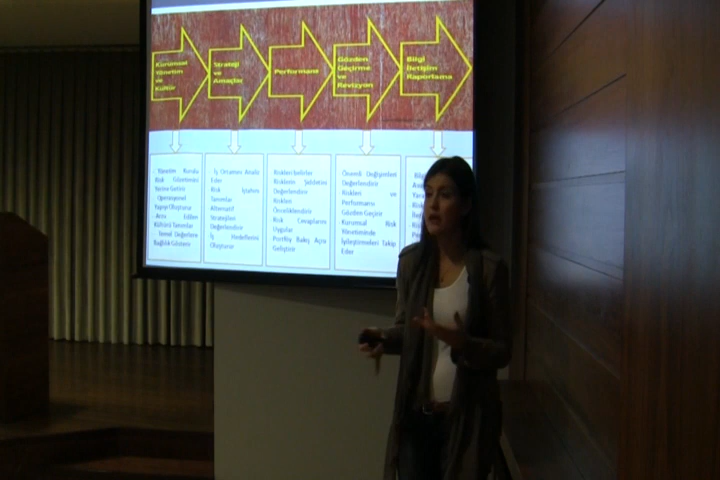 Kurumsal
Yönetim
ve
Kültür
Strateji
ve
Amaçlar
Performans
Gözden
Geçirme
ve
Revizyon
Bilgi
İletişim
Raporlama
Yönetim Kurulu
Risk Gözetimini
Yerine Getirir
Operasyonel
Yapıyı Oluşturur
Arzu Edilen
Kültürü Tanımlar
Temel Değerlere
Bağlılık Gösterir
İş Ortamını Analiz
Eder
Risk İştahını
Tanımlar
Alternatif
Stratejileri
Değerlendirir
İş Hedeflerini
Oluşturur
Riskleri Belirler
Risklerin Şiddetini
Değerlendirir
Riskleri
Önceliklendirir
Risk Cevaplarını
Uygular
Portföy Bakış Açısı
Geliştirir
Önemli Değişimleri
Değerlendirir
Riskleri ve
Performansı
Gözden Geçirir
Kurumsal Risk
Yönetiminde
İyileştirmeleri Takip
Eder